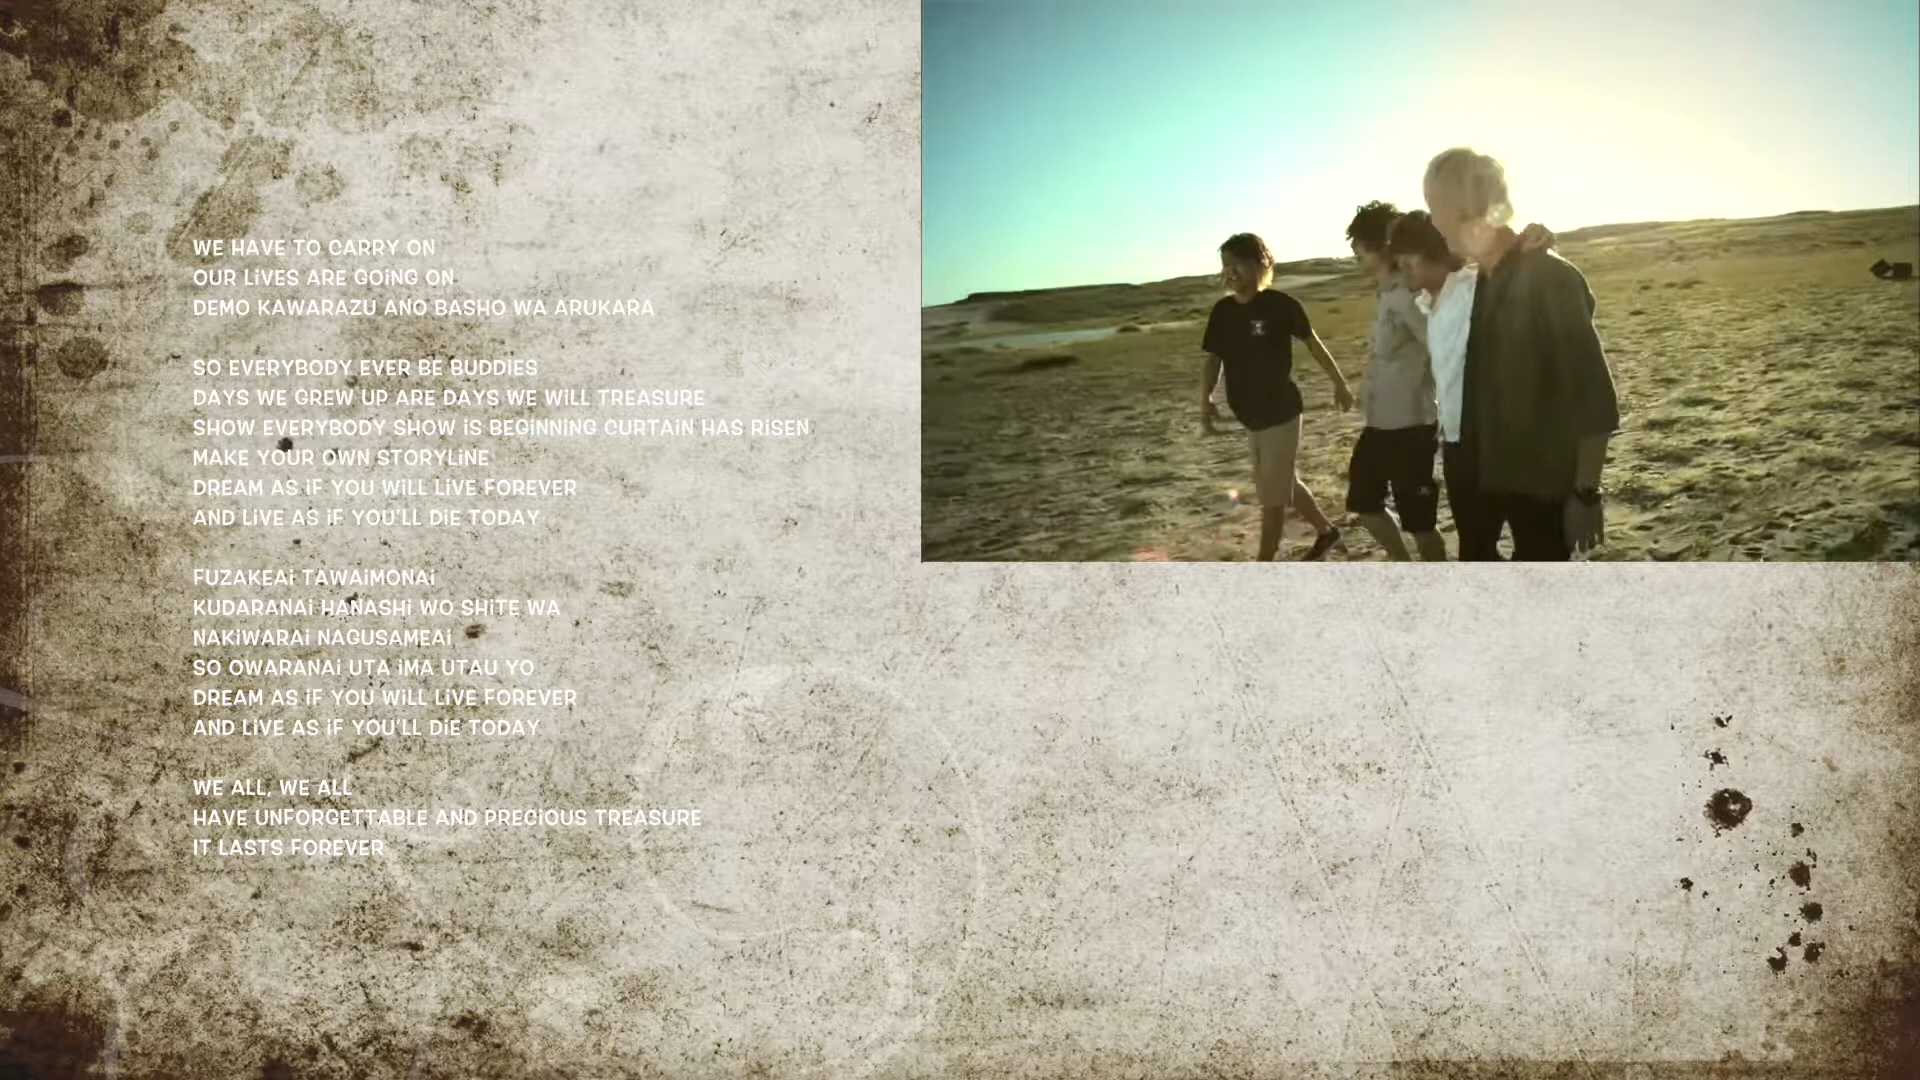 WE HAVE TO CARRY ON
OUR LiVES ARE GOiNG ON
DEMO KAWARAZU ANO BASHO WA ARUKARA
SO EVERYBODY EVER BE BUDDiES
DAYS WE GREW UP ARE DAYS WE WiLL TREASURE
SHOW EVERYBODY SHOW iS BEGiNNiNG CURTAiN HAS RiSEN
MAKE YOUR OWN STORYLiNE
DREAM AS iF YOU WiLL LiVE FOREVER
AND LiVE AS iF YOU'LL DiE TODAY
FUZAKEAi TAWAiMONAi
KUDARANAi HANASHi WO SHiTE WA
NAKiWARAi NAGUSAMEAi
SO OWARANAi UTA iMA UTAU YO
DREAM AS iF YOU WiLL LiVE FOREVER
AND LiVE AS iF YOU'LL DiE TODAY
WE ALL, WE ALL
HAVE UNFORGETTABLE AND PRECiOUS TREASURE
IT LASTS FOREVER